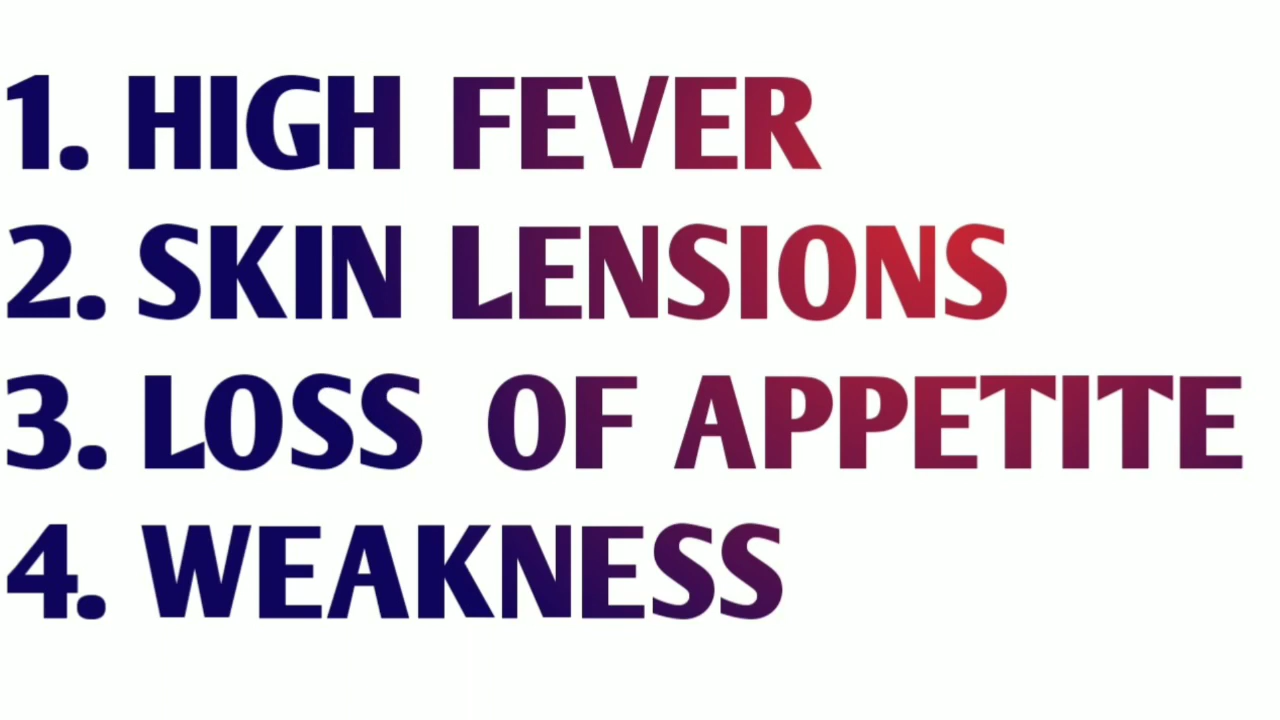 1. HIGH FEVER
2. SKIN LENSIONS
3. LOSS OF APPETITE
4. WEAKNESS